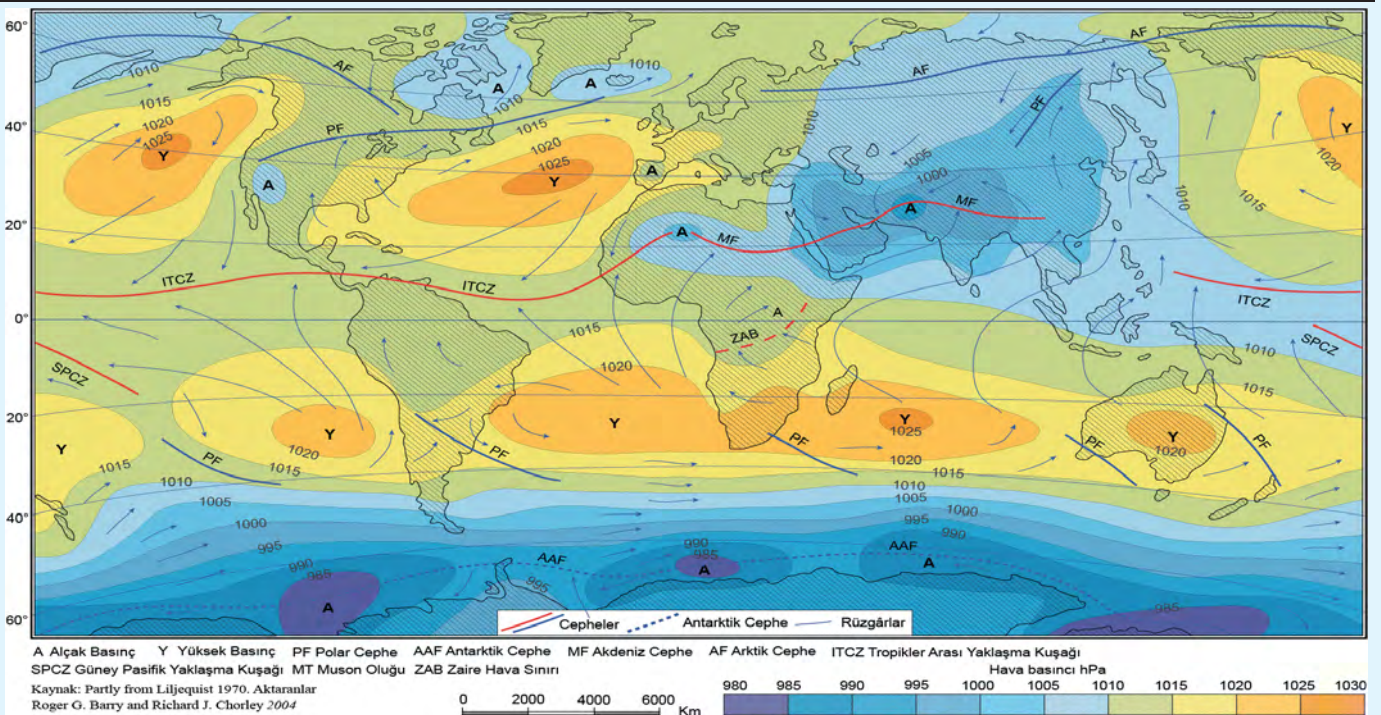 60°
AF
AF
1010
1010
A
A
1015
1010
PF
1010
PF
1020
1015
40°
1025
1020
1005
Y
Y
1025
1000
1020
A
Y
A
Y
1010
1015
A
MF
20°
A
MF
ITCZ
ITCZ
ITCZ
0°
A
1015
ZAB
SPCZ
1010
SPCZ
1020
1015
20°
Y
Y
1025
Y
Y
Y
PF
PF
PF
PF
PF
1020
1020
1020
1015
1015
1015
1010
1010
1005
1005
40°
1000
1000
995
995
990
990
AAF
990
985
AAF
985
A
A
995
A
60°
985
Cepheler Antarktik Cephe Rüzgârlar
A Alçak Basınç Y Yüksek Basınç PF Polar Cephe AAF Antarktik Cephe MF Akdeniz Cephe AF Arktik Cephe ITCZ Tropikler Arası Yaklaşma Kuşağı
SPCZ Güney Pasifik Yaklaşma Kuşağı MT Muson Oluğu ZAB Zaire Hava Sınırı
Hava basıncı hPa
Kaynak: Partly from Liljequist 1970. Aktaranlar
Roger G. Barry and Richard J. Chorley 2004
0 2000 4000 6000 Km
980 985 990 995 1000 1005 1010 1015 1020 1025 1030